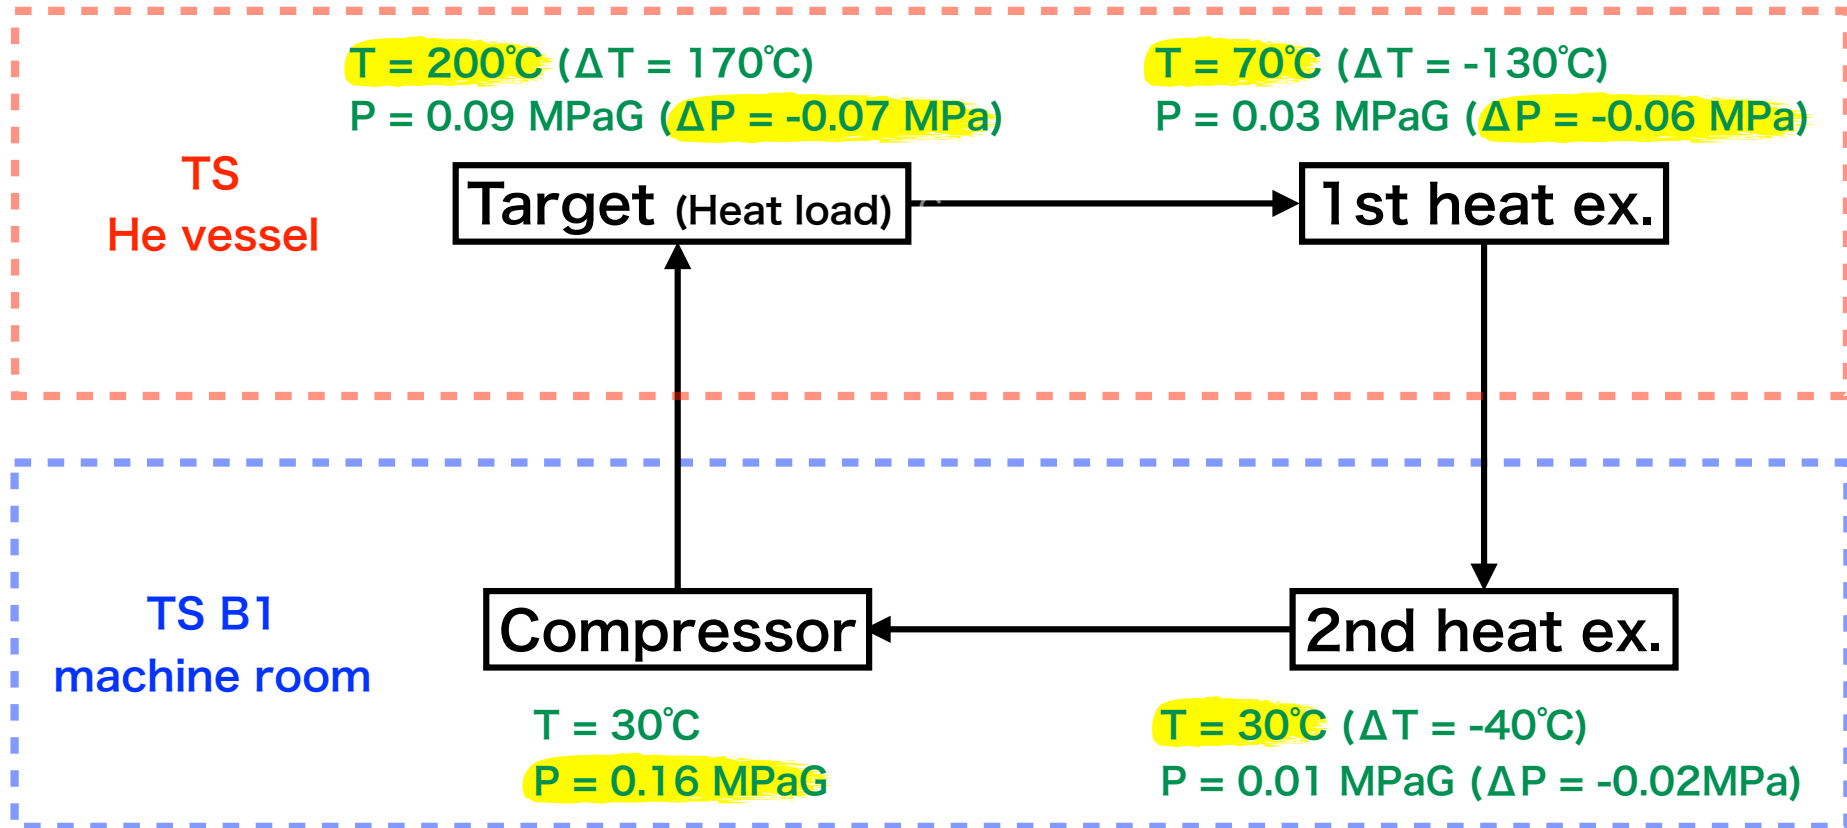 T = 200℃ (ΔT = 170℃)
P = 0.09 MPaG (ΔP = -0.07 MPa)
T = 70℃ (ΔT = -130℃)
P = 0.03 MPaG (ΔP = -0.06 MPa)
TS
He vessel
Target (Heat load)
1st heat ex.
TS B1
machine room
Compressor
2nd heat ex.
T = 30℃
P = 0.16 MPaG
T = 30℃ (ΔT = -40℃)
P = 0.01 MPaG (ΔP = -0.02MPa)